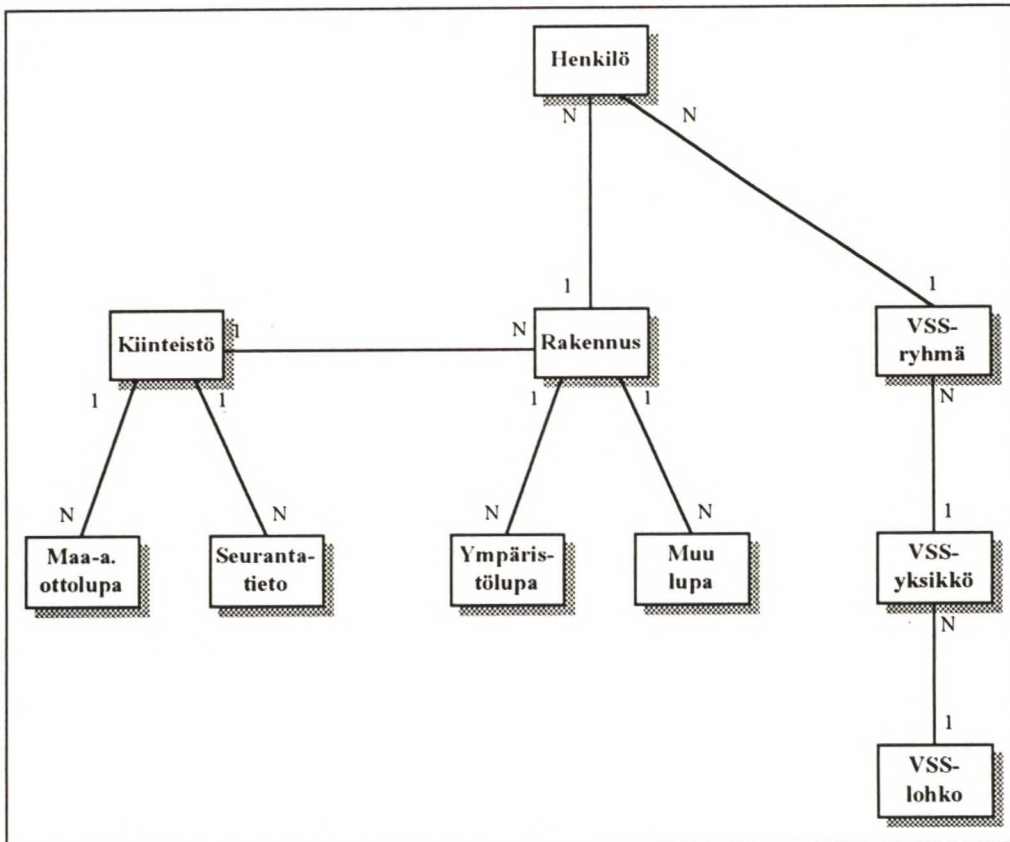 Henkilö
N
N
1
1
Kiinteistö
1
N
Rakennus
VSS-
ryhmä
1
1
1
1
N
N
N
N
N
1
Maa-a.
ottolupa
Seuranta-
tieto
Ympäris-
tölupa
Muu
lupa
VSS-
yksikkö
N
1
VSS-
lohko